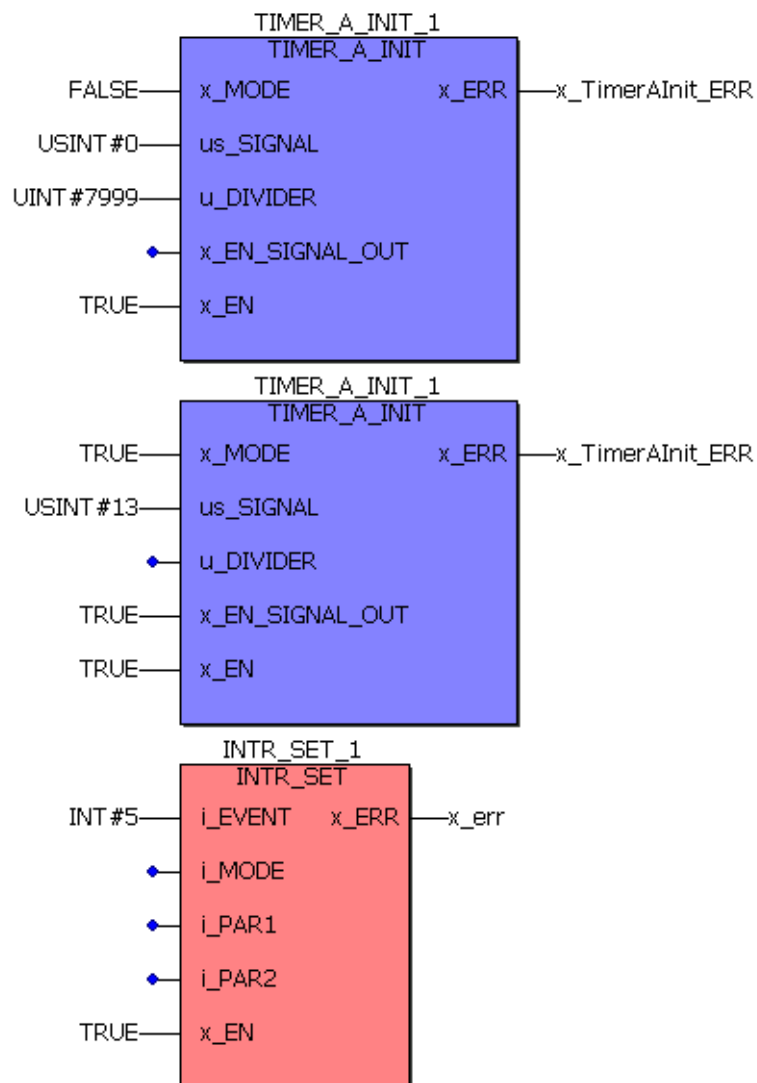 TIMER_A_INIT_1
TIMER_A_INIT
FALSE x_MODE x_ERR x_TimerAInit_ERR
USINT#0 us_SIGNAL
UINT#7999 u_DIVIDER
x_EN_SIGNAL_OUT
TRUE x_EN
TIMER_A_INIT_1
TIMER_A_INIT
TRUE x_MODE x_ERR x_TimerAInit_ERR
USINT#13 us_SIGNAL
u_DIVIDER
TRUE x_EN_SIGNAL_OUT
TRUE x_EN
INTR_SET_1
INTR_SET
INT#5 i_EVENT x_ERR x_err
i_MODE
i_PAR1
i_PAR2
TRUE x_EN